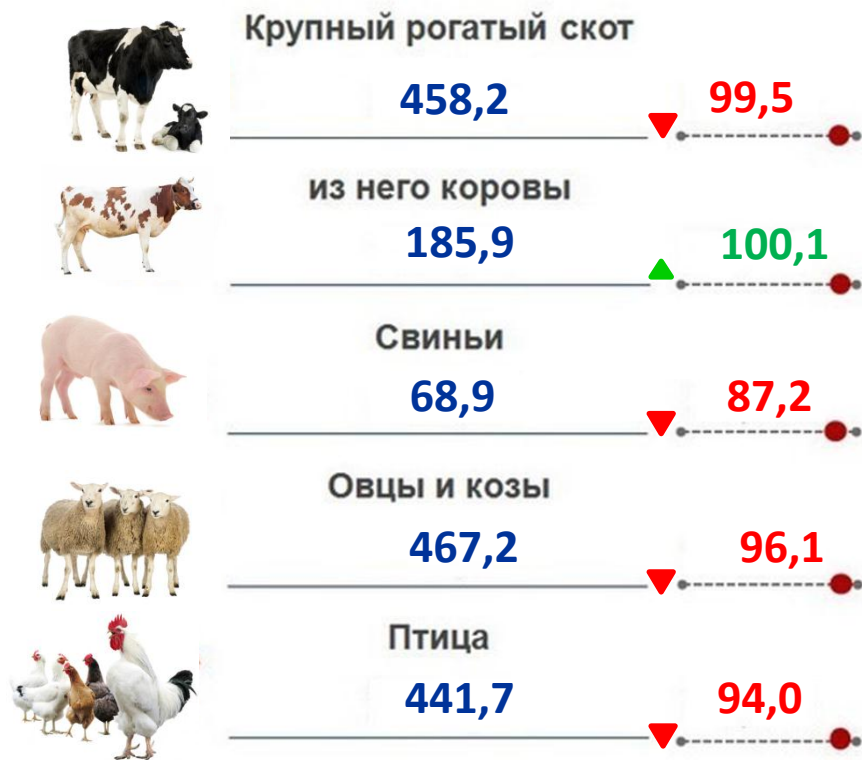 Крупный рогатый скот
458,2 99,5
из него коровы
185,9 100,1
Свиньи
68,9 87,2
Овцы и козы
467,2 96,1
Птица
441,7 94,0